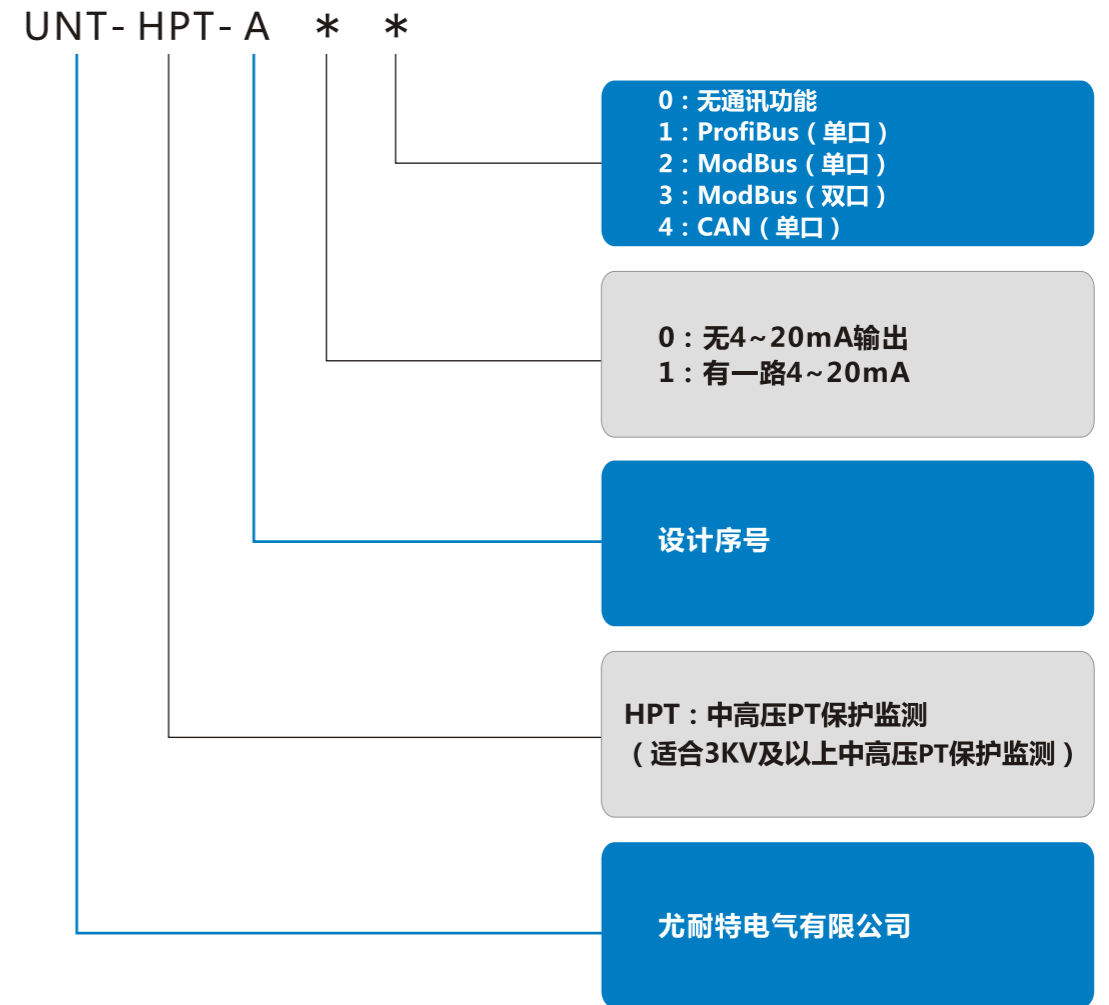 UNT- HPT- A * *
0：无通讯功能
1：ProfiBus（单口）
2：ModBus（单口）
3：ModBus（双口）
4：CAN（单口）
0：无4~20mA输出
1：有一路4~20mA
设计序号
HPT：中高压PT保护监测
（适合3KV及以上中高压PT保护监测）
尤耐特电气有限公司